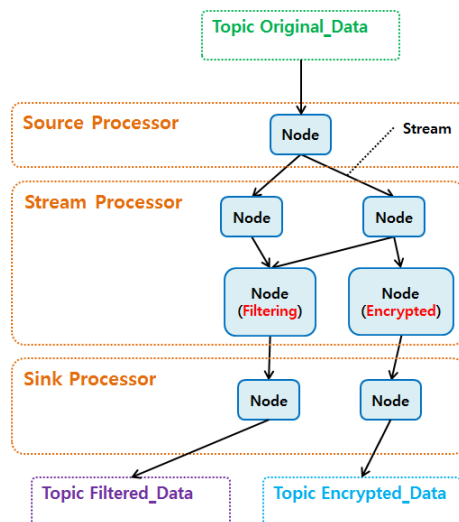 Topic Original_Data
Source Processor
Node
Stream
Stream Processor
Node
Node
Node
(Filtering)
Node
(Encrypted)
Sink Processor
Node
Node
Topic Filtered_Data
Topic Encrypted_Data